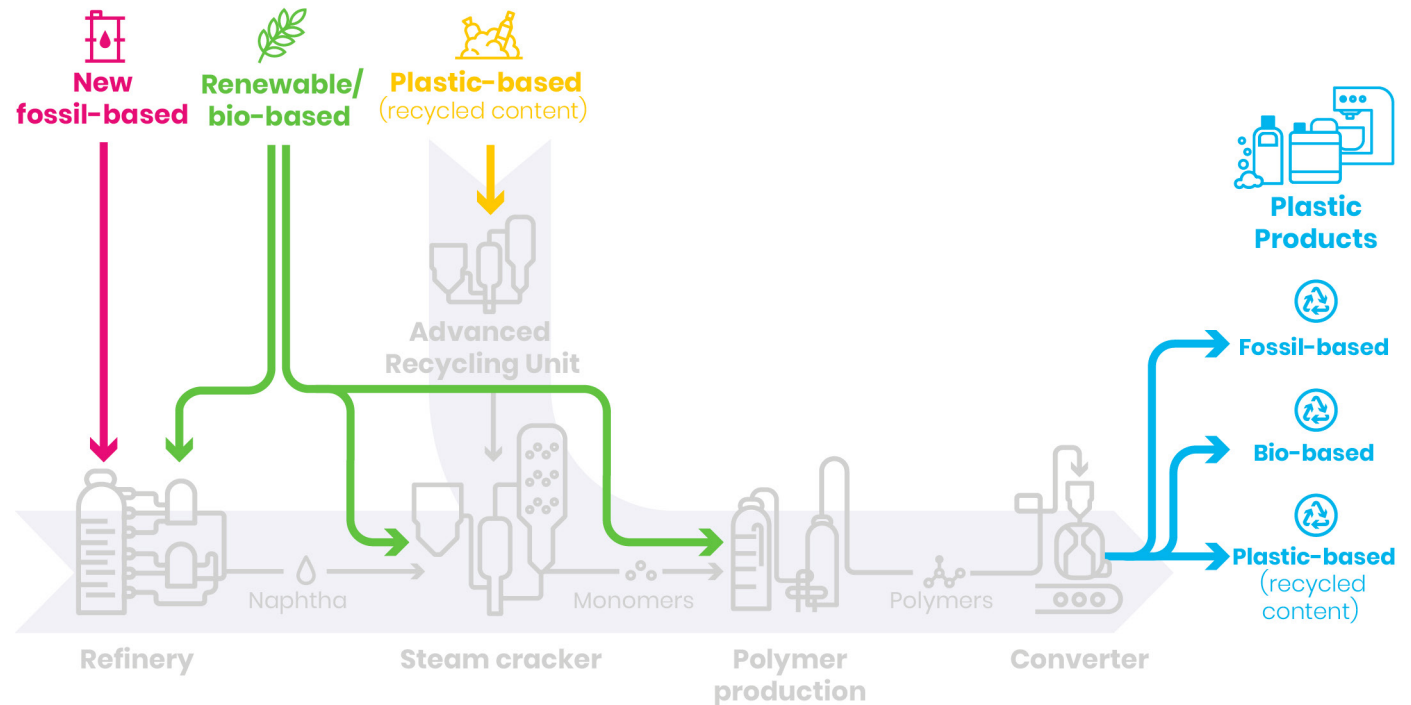 New
fossil-based
Renewable/
bio-based
Plastic-based
(recycled content)
Plastic
Products
Advanced
Recycling Unit
Fossil-based
Bio-based
Plastic-based
(recycled
content)
Naphtha
Monomers
Polymers
Refinery
Steam cracker
Polymer
production
Converter